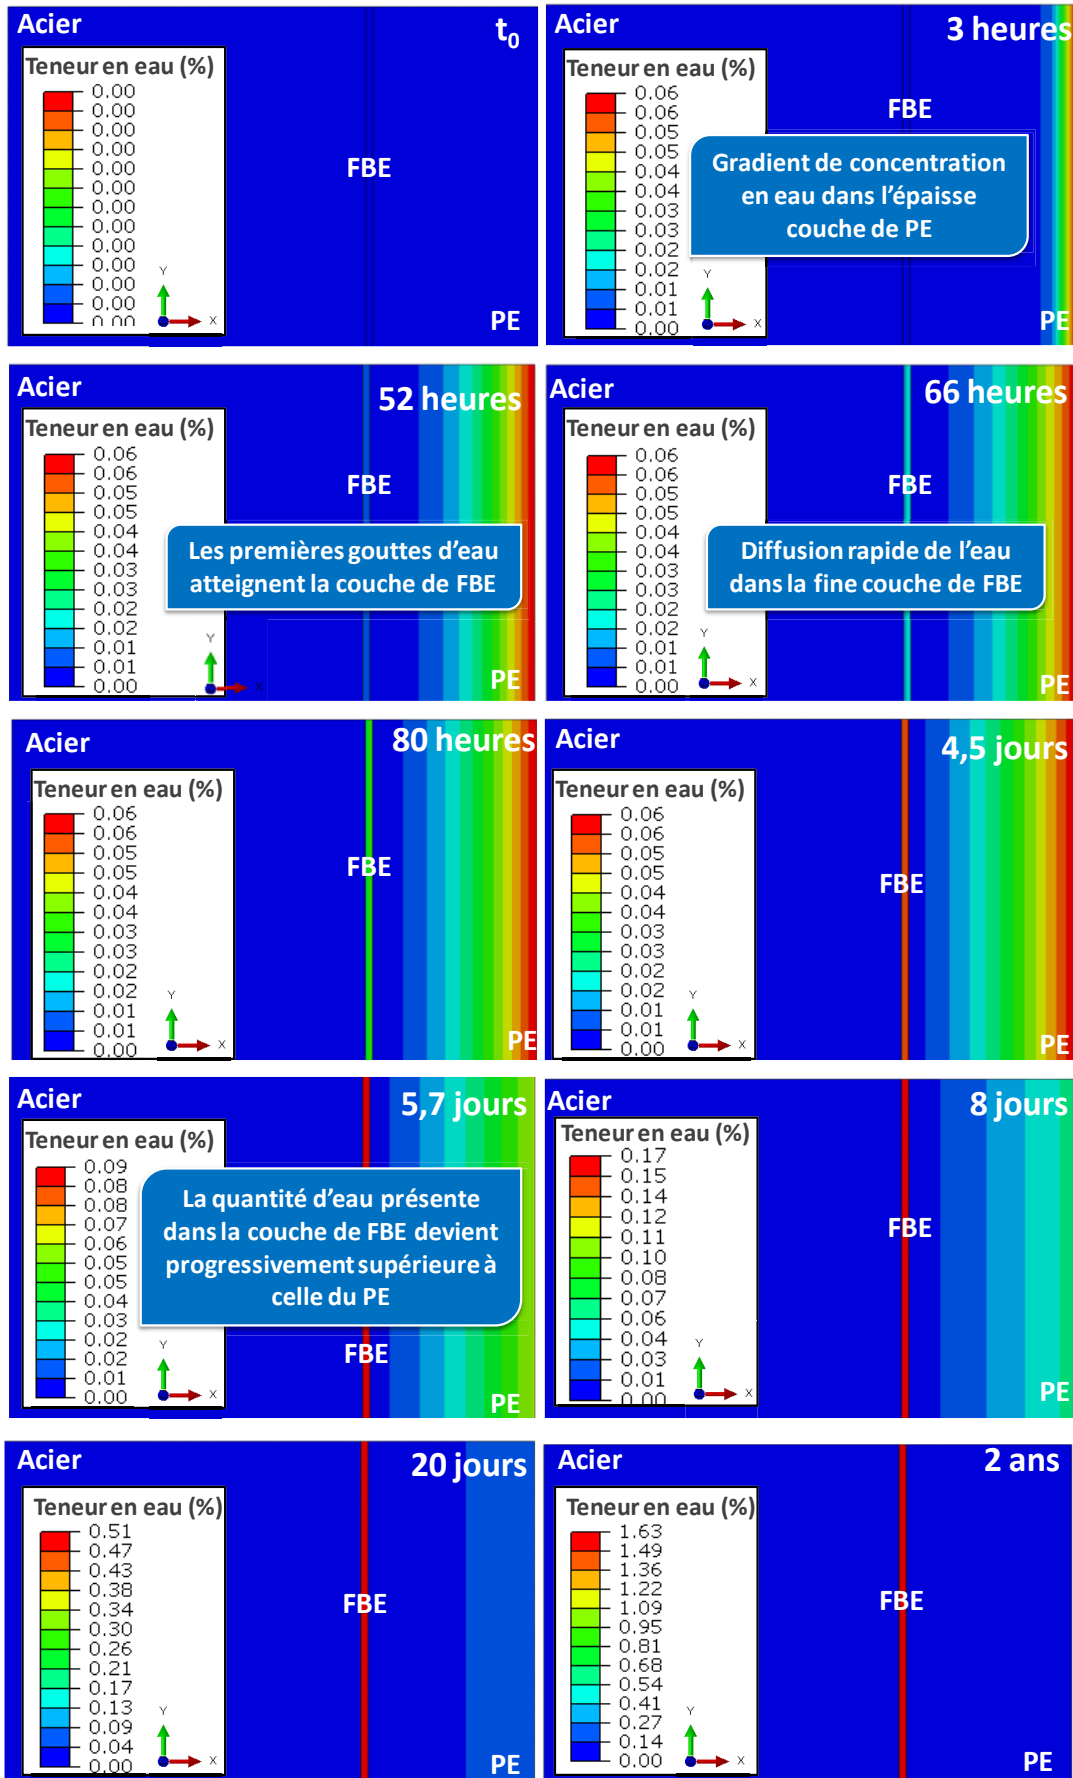 Acier
t0
Teneur en eau (%)
0.00
0.00
0.00
0.00
0.00
0.00
0.00
0.00
0.00
0.00
0.00
0.00
0.00
FBE
Y
X
PE
Acier
3 heures
Teneur en eau (%)
0.06
0.06
0.05
0.05
0.04
0.04
0.03
0.03
0.02
0.02
0.01
0.01
0.00
FBE
Gradient de concentration
en eau dans l'épaisse
couche de PE
Y
X
PE
Acier
52 heures
Teneur en eau (%)
0.06
0.06
0.05
0.05
0.04
0.04
0.03
0.03
0.02
0.02
0.01
0.01
0.00
FBE
Les premières gouttes d'eau
atteignent la couche de FBE
Y
X
PE
Acier
66 heures
Teneur en eau (%)
0.06
0.06
0.05
0.05
0.04
0.04
0.03
0.03
0.02
0.02
0.01
0.01
0.00
FBE
Diffusion rapide de l'eau
dans la fine couche de FBE
Y
X
PE
Acier
80 heures
Teneur en eau (%)
0.06
0.06
0.05
0.05
0.04
0.04
0.03
0.03
0.02
0.02
0.01
0.01
0.00
FBE
Y
X
PE
Acier
4,5 jours
Teneur en eau (%)
0.06
0.06
0.05
0.05
0.04
0.04
0.03
0.03
0.02
0.02
0.01
0.01
0.00
FBE
Y
X
PE
Acier
5,7 jours
Teneur en eau (%)
0.09
0.08
0.08
0.07
0.06
0.05
0.05
0.04
0.03
0.02
0.02
0.01
0.00
La quantité d'eau présente
dans la couche de FBE devient
progressivement supérieure à
celle du PE
FBE
Y
X
PE
Acier
8 jours
Teneur en eau (%)
0.17
0.15
0.14
0.12
0.11
0.10
0.08
0.07
0.06
0.04
0.03
0.01
0.00
FBE
Y
X
PE
Acier
20 jours
Teneur en eau (%)
0.51
0.47
0.43
0.38
0.34
0.30
0.26
0.21
0.17
0.13
0.09
0.04
0.00
FBE
Y
X
PE
Acier
2 ans
Teneur en eau (%)
1.63
1.49
1.36
1.22
1.09
0.95
0.81
0.68
0.54
0.41
0.27
0.14
0.00
FBE
Y
X
PE